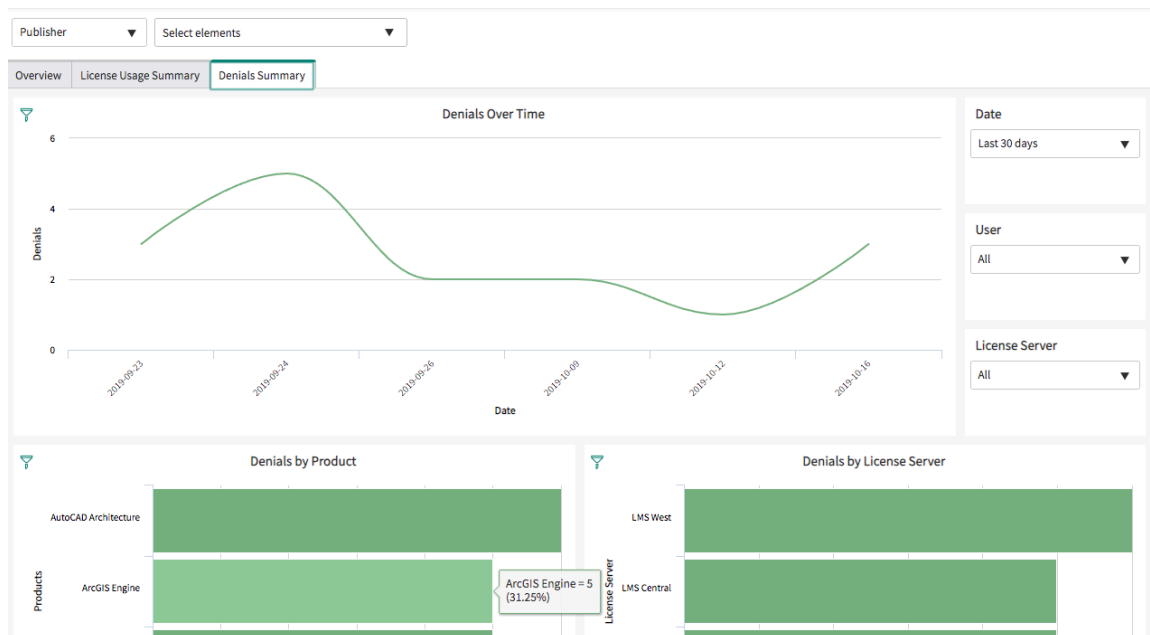 Publisher
Select elements
Overview
License Usage Summary
Denials Summary
Denials Over Time
6
4
2
0
Denials
2019-09-23
2019-09-24
2019-09-26
2019-10-09
2019-10-12
2019-10-16
Date
Date
Last 30 days
User
All
License Server
All
Denials by Product
AutoCAD Architecture
ArcGIS Engine
Products
ArcGIS Engine = 5
(31.25%)
Denials by License Server
LMS West
LMS Central
License Server